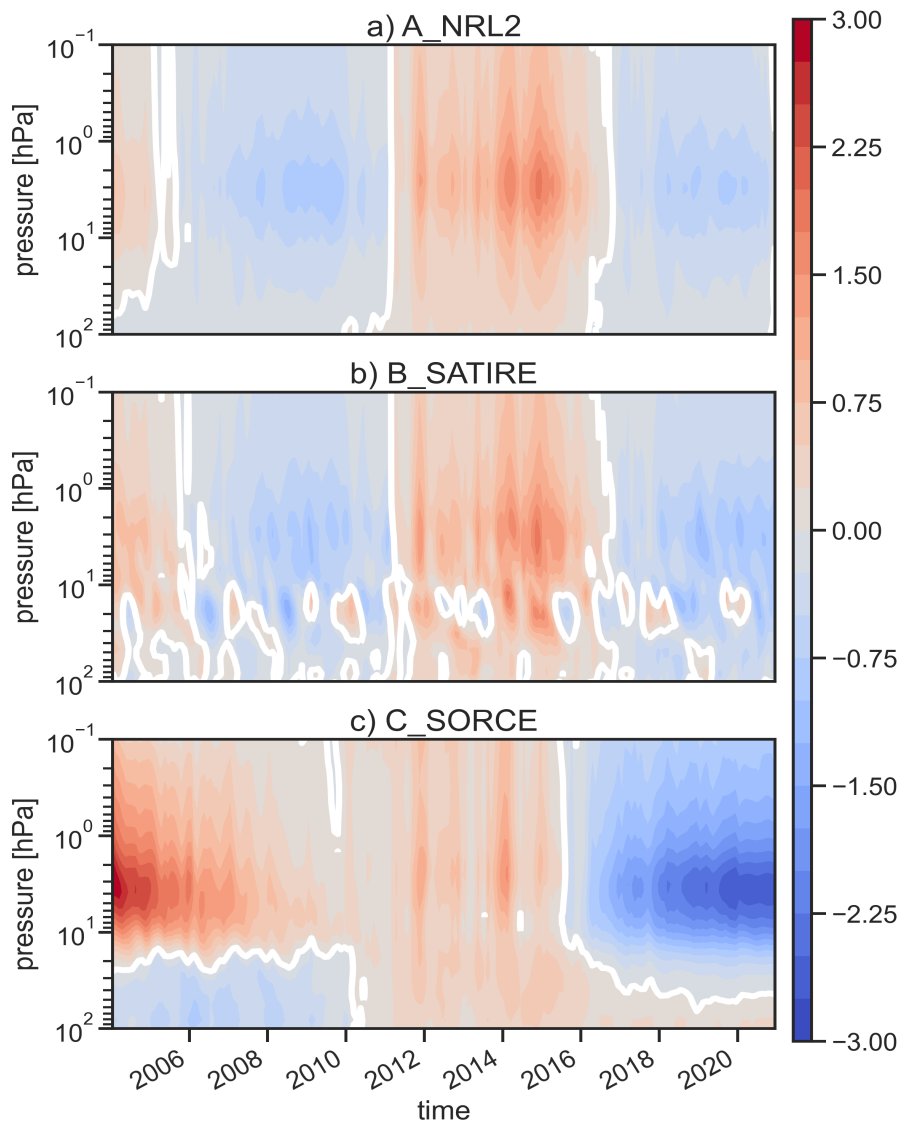 a) A_NRL2
10⁻¹
10⁰
10¹
10²
pressure [hPa]
b) B_SATIRE
10⁻¹
10⁰
10¹
10²
pressure [hPa]
c) C_SORCE
10⁻¹
10⁰
10¹
10²
pressure [hPa]
2006 2008 2010 2012 2014 2016 2018 2020
time
3.00
2.25
1.50
0.75
0.00
−0.75
−1.50
−2.25
−3.00